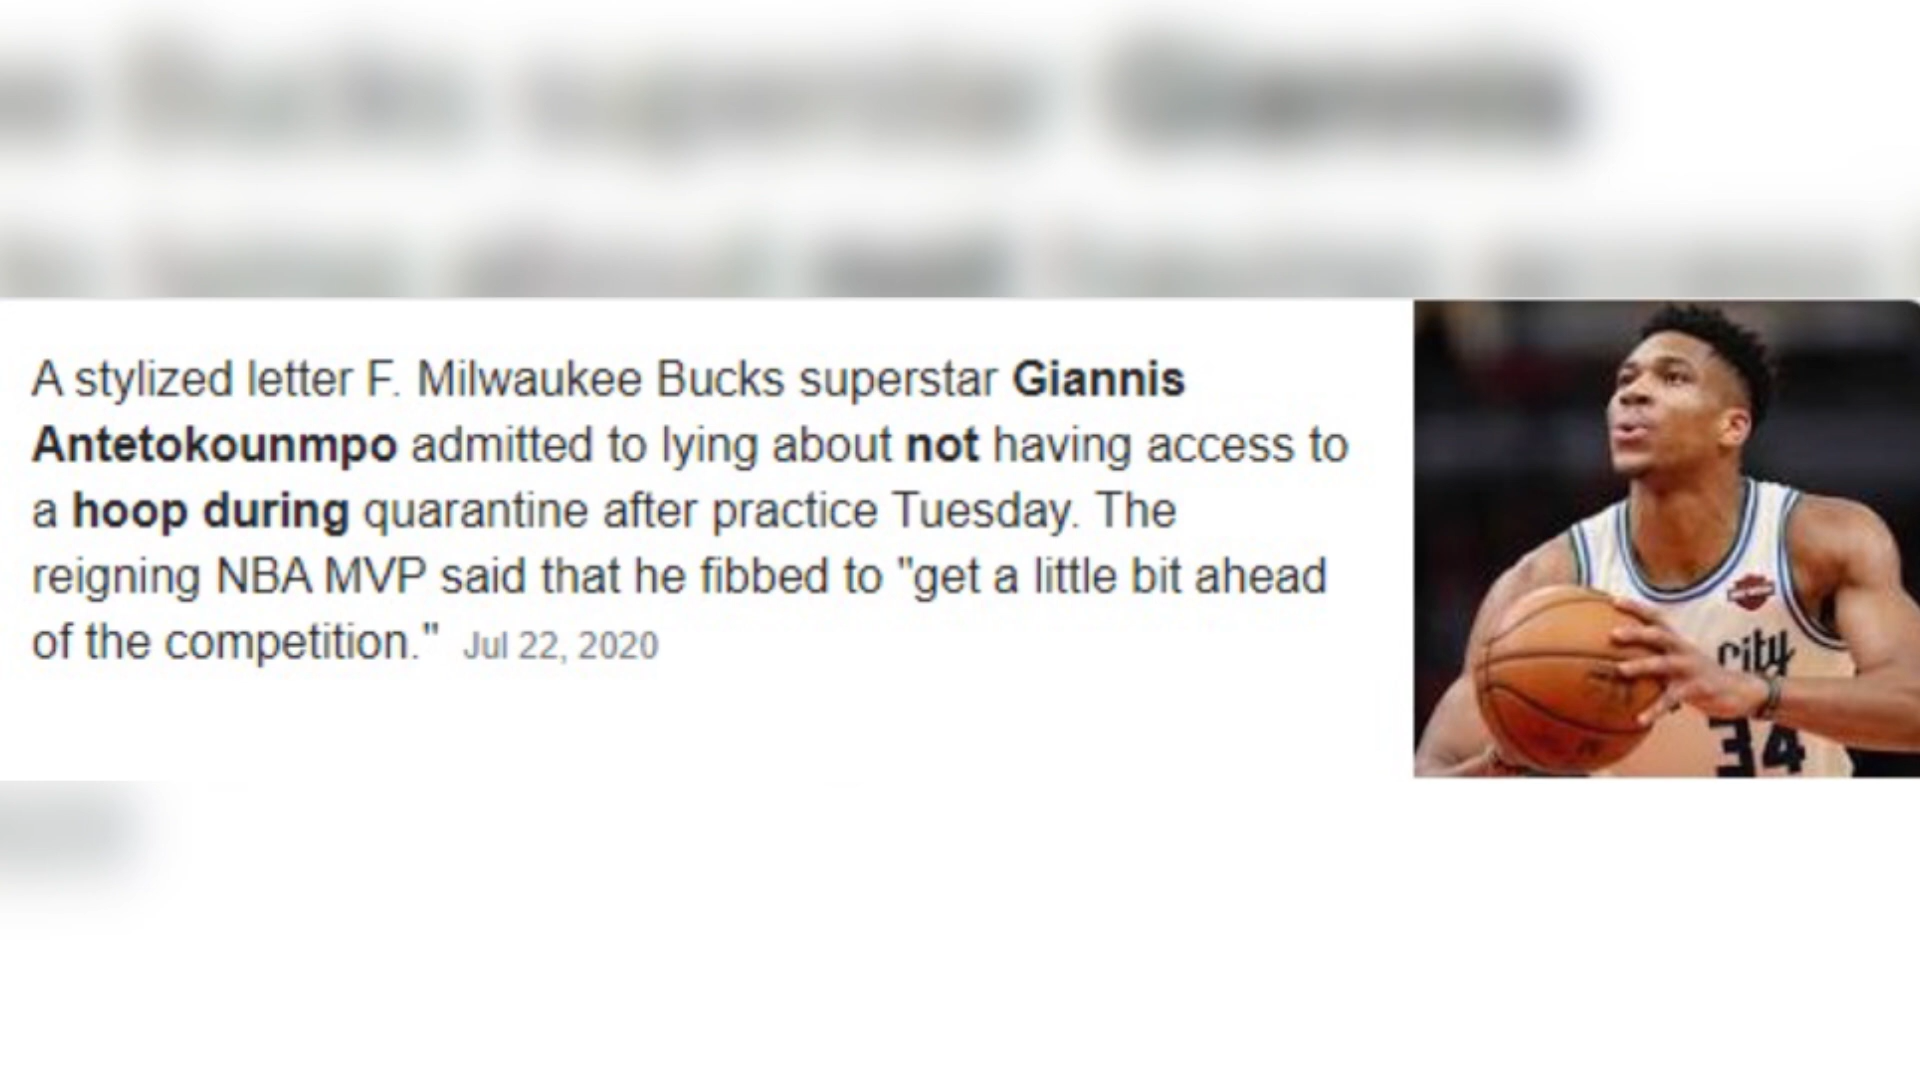 A stylized letter F. Milwaukee Bucks superstar Giannis
Antetokounmpo admitted to lying about not having access to
a hoop during quarantine after practice Tuesday. The
reigning NBA MVP said that he fibbed to "get a little bit ahead
of the competition." Jul 22, 2020
city
34